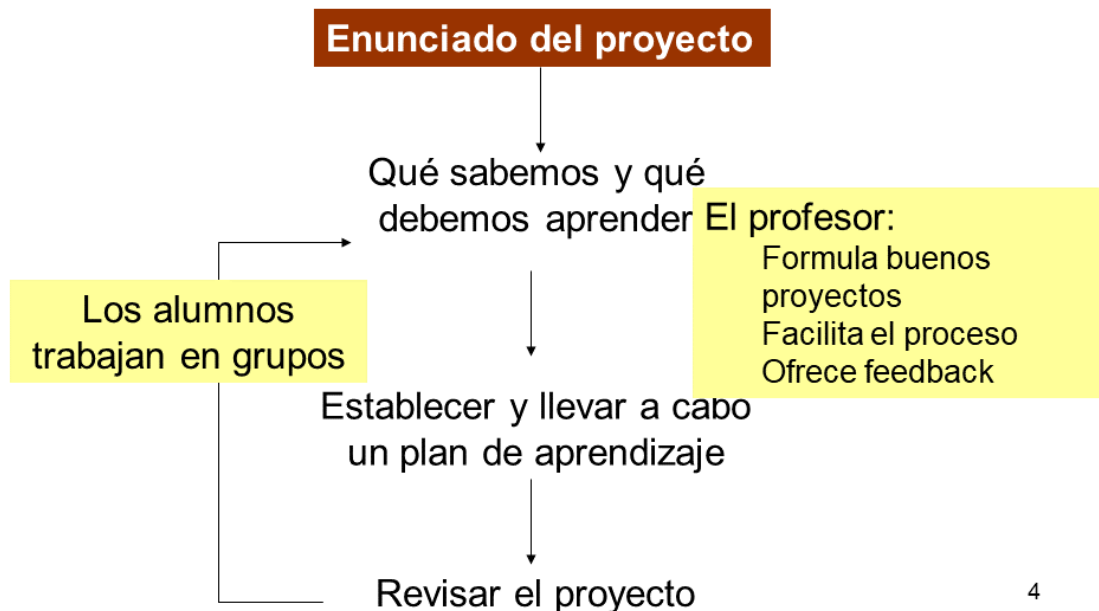 Enunciado del proyecto
Qué sabemos y qué
debemos aprender
El profesor:
Formula buenos
proyectos
Facilita el proceso
Ofrece feedback
Los alumnos
trabajan en grupos
Establecer y llevar a cabo
un plan de aprendizaje
Revisar el proyecto
4